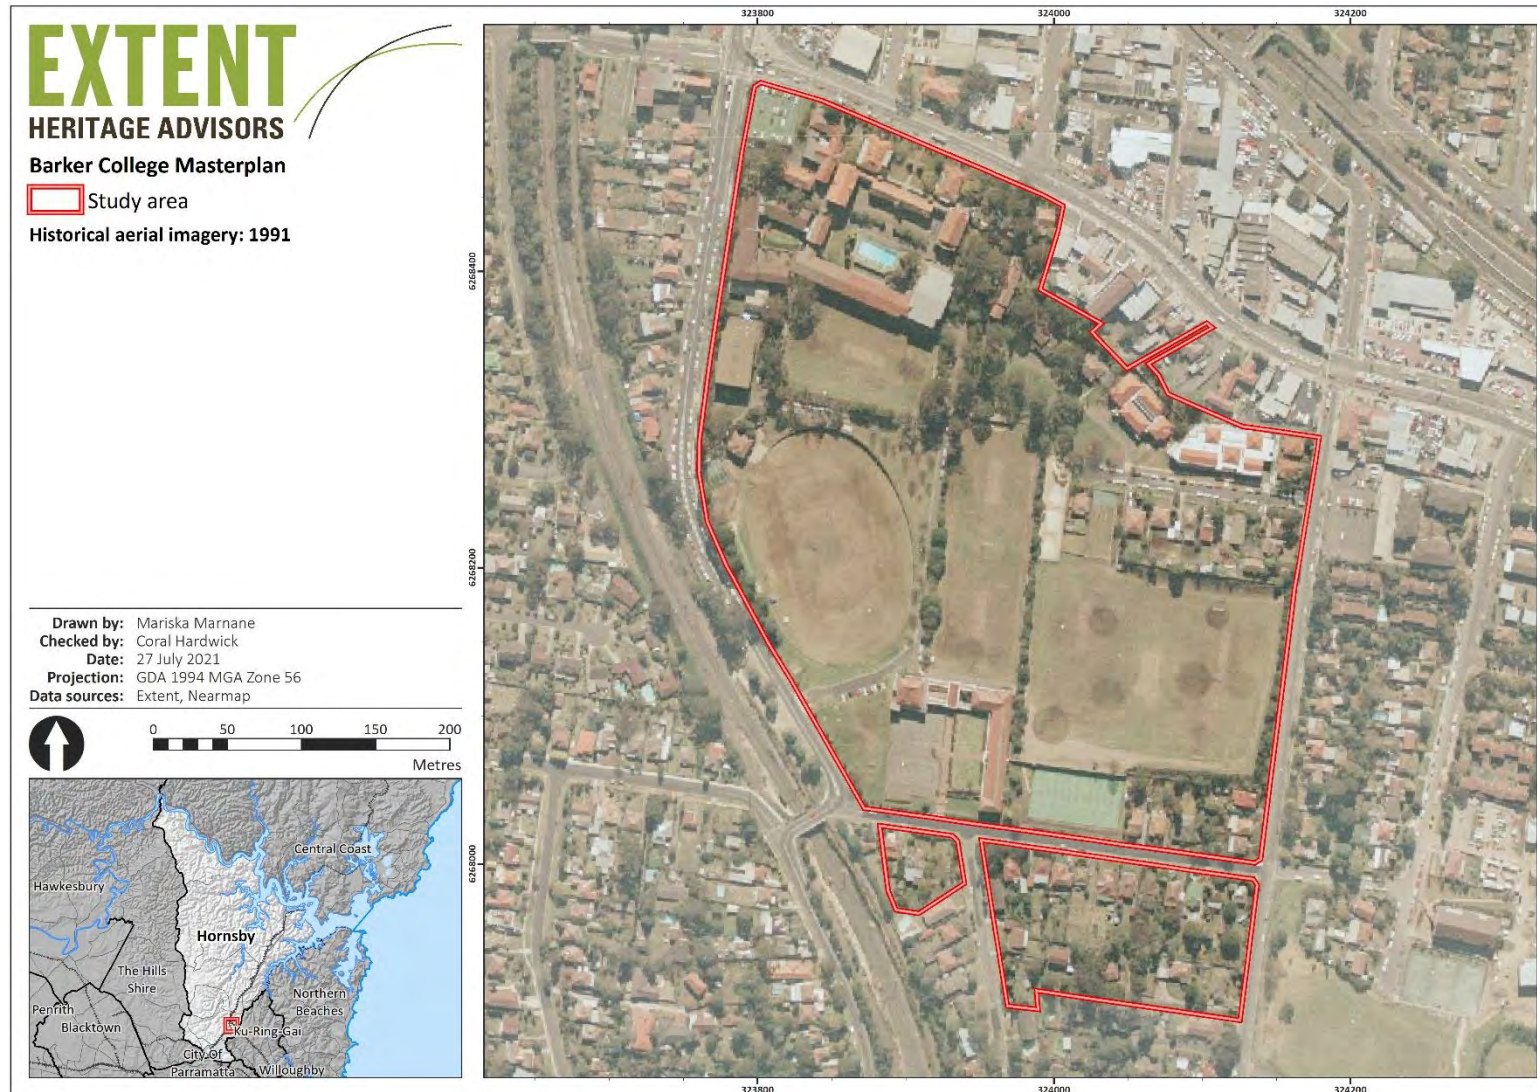 EXTENT
HERITAGE ADVISORS
Barker College Masterplan
Study area
Historical aerial imagery: 1991
Drawn by: Mariska Marnane
Checked by: Coral Hardwick
Date: 27 July 2021
Projection: GDA 1994 MGA Zone 56
Data sources: Extent, Nearmap
0 50 100 150 200
Metres
Central Coast
Hawkesbury
Hornsby
The Hills
Shire
Northern
Beaches
Penrith
Blacktown
Ku-Ring-Gai
City Of
Parramatta
Willoughby
323800 324000 324200
6268400
6268200
6268000
323800 324000 324200